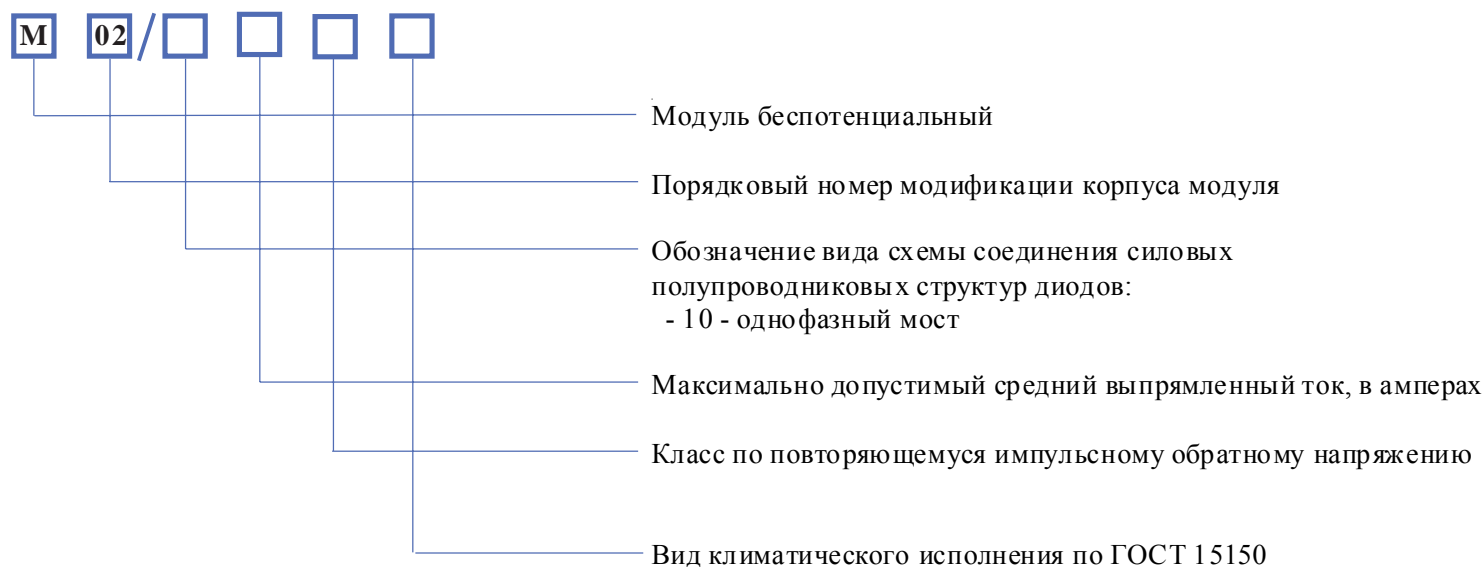 М 02 /
Модуль беспотенциальный
Порядковый номер модификации корпуса модуля
Обозначение вида схемы соединения силовых
полупроводниковых структур диодов:
- 10 - однофазный мост
Максимально допустимый средний выпрямленный ток, в амперах
Класс по повторяющемуся импульсному обратному напряжению
Вид климатического исполнения по ГОСТ 15150